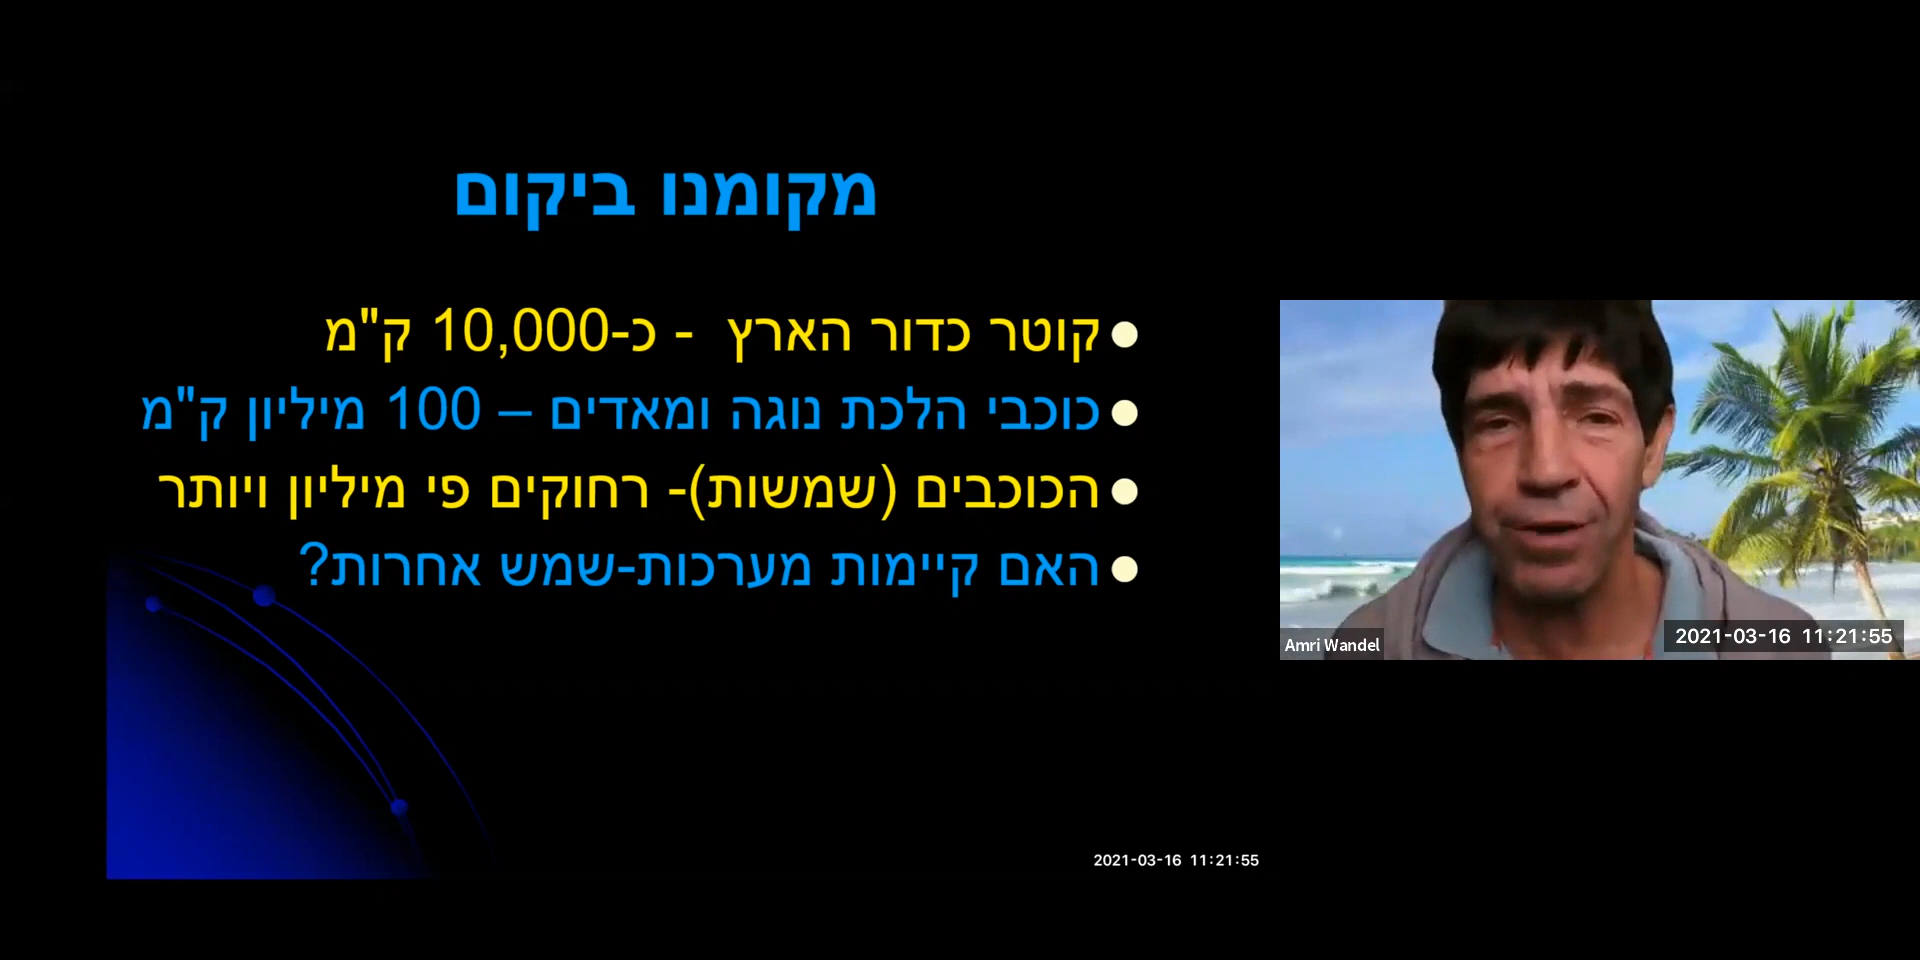 מקומנו ביקום
קוטר כדור הארץ - כ-10,000 ק"מ
כוכבי הלכת נוגה ומאדים – 100 מיליון ק"מ
הכוכבים (שמשות)- רחוקים פי מיליון ויותר
האם קיימות מערכות-שמש אחרות?
Amri Wandel
2021-03-16 11:21:55
2021-03-16 11:21:55